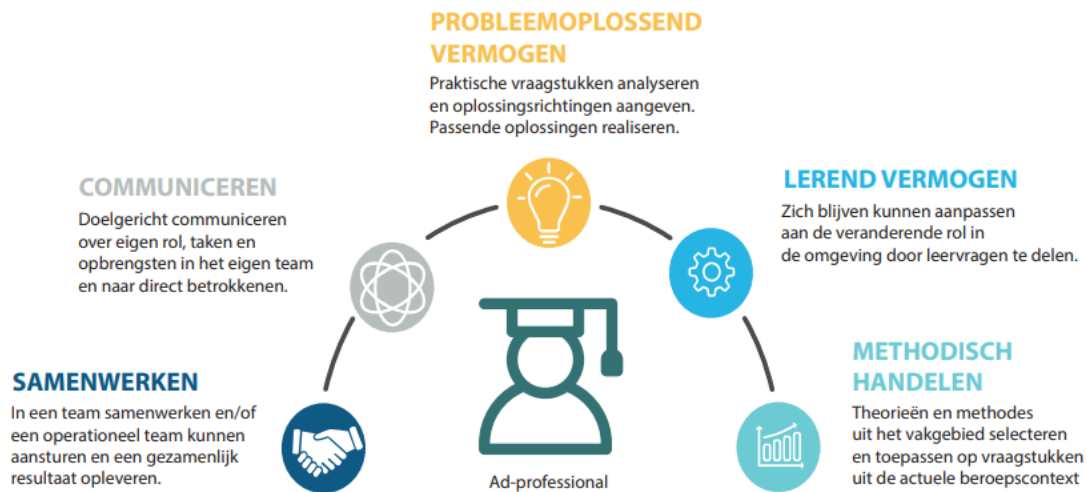 PROBLEEMOPLOSSEND
VERMOGEN
Praktische vraagstukken analyseren
en oplossingsrichtingen aangeven.
Passende oplossingen realiseren.
COMMUNICEREN
Doelgericht communiceren
over eigen rol, taken en
opbrengsten in het eigen team
en naar direct betrokkenen.
LEREND VERMOGEN
Zich blijven kunnen aanpassen
aan de veranderende rol in
de omgeving door leervragen te delen.
SAMENWERKEN
In een team samenwerken en/of
een operationeel team kunnen
aansturen en een gezamenlijk
resultaat opleveren.
METHODISCH
HANDELEN
Theorieën en methodes
uit het vakgebied selecteren
en toepassen op vraagstukken
uit de actuele beroepscontext
Ad-professional